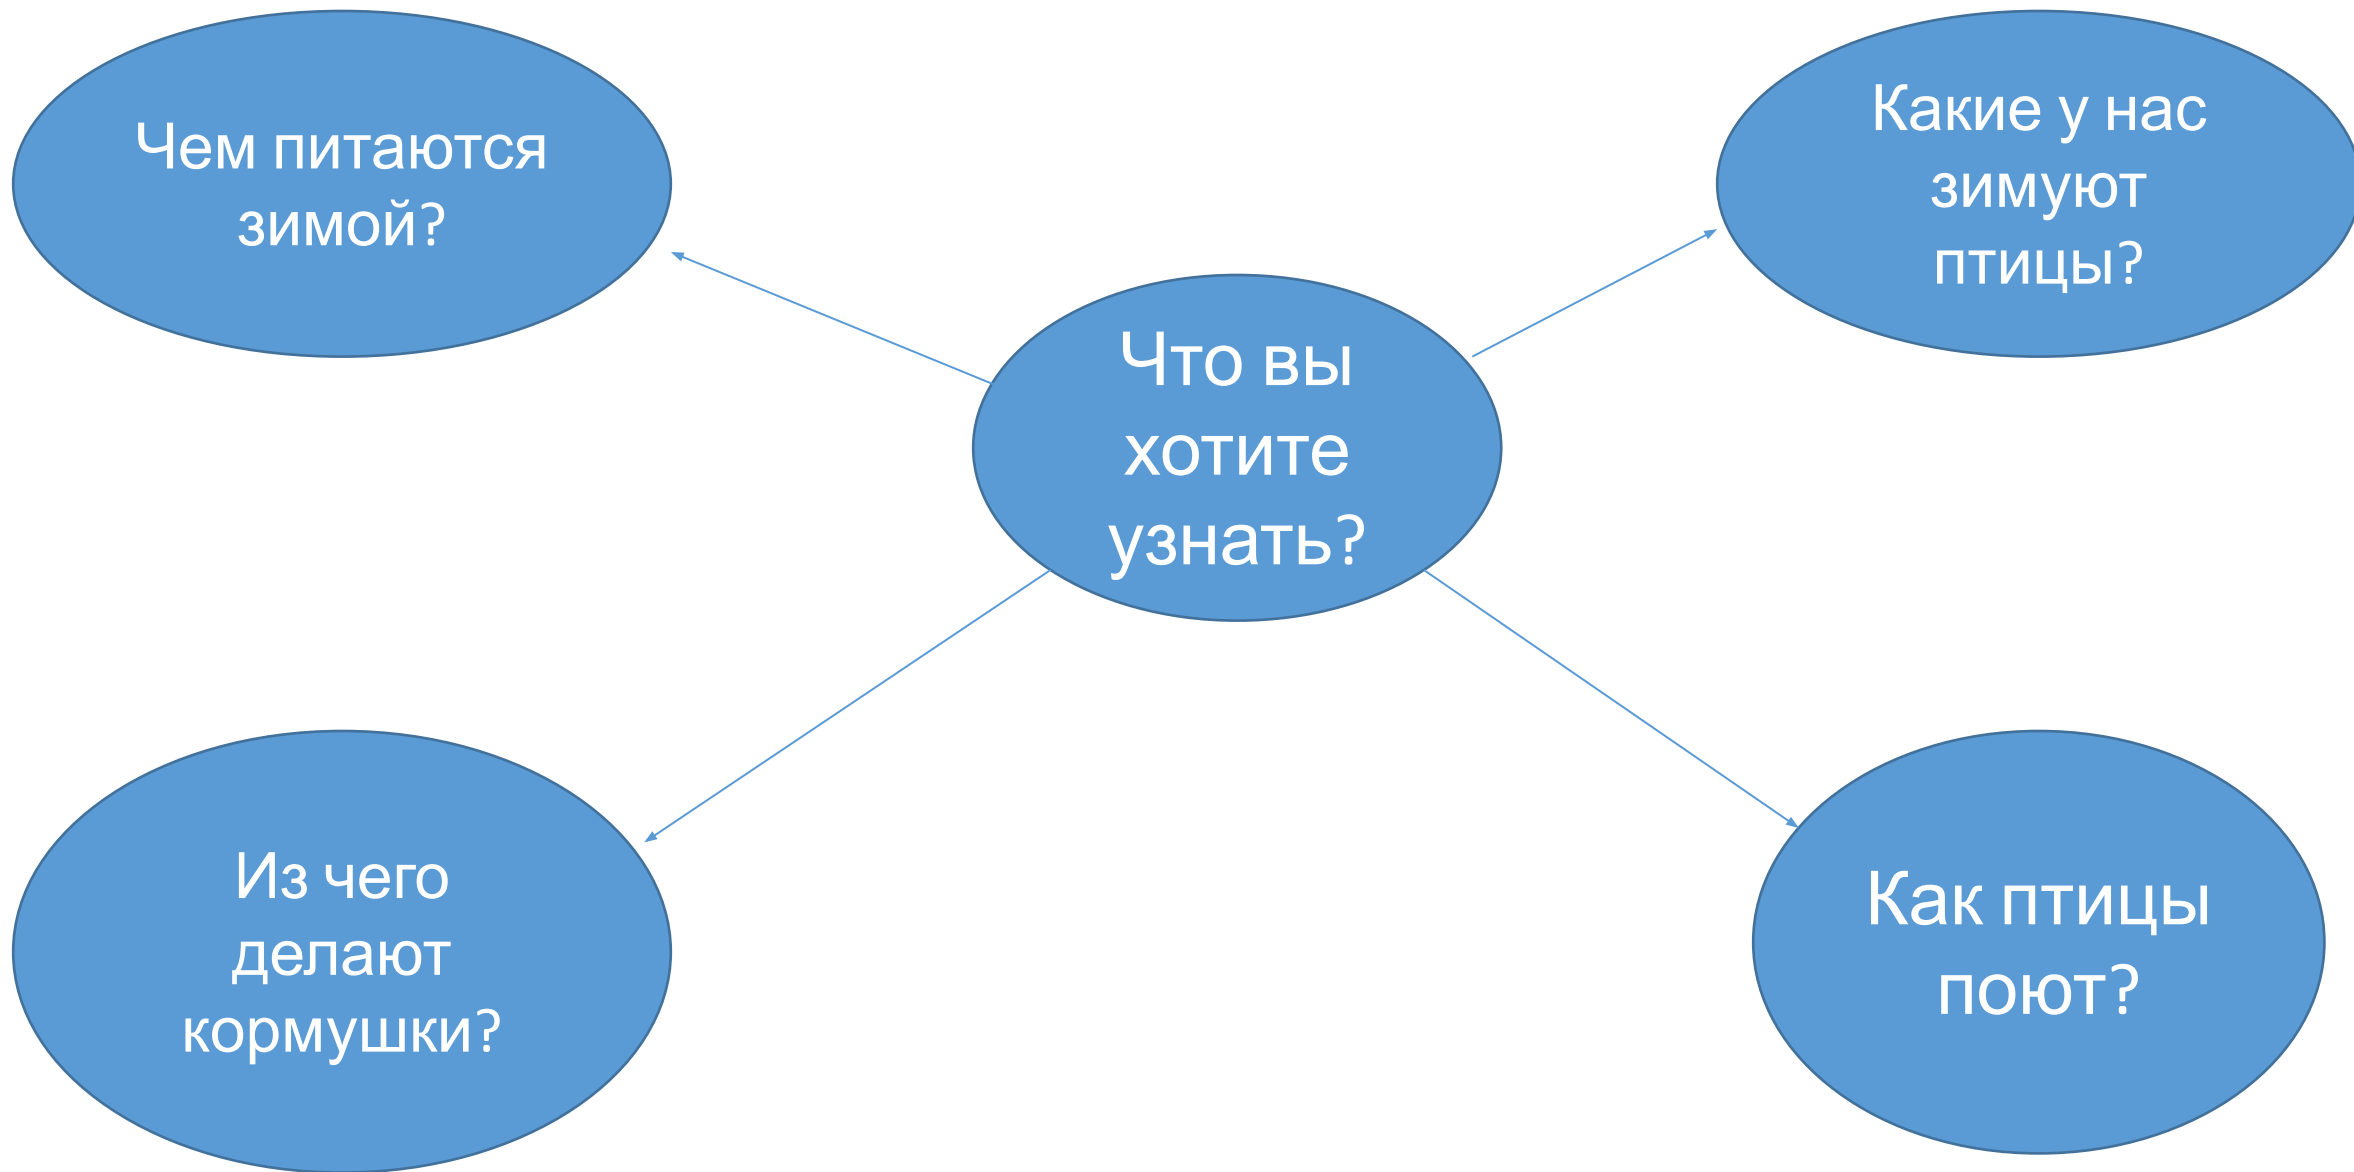 Чем питаются
зимой?
Какие у нас
зимуют
птицы?
Что вы
хотите
узнать?
Из чего
делают
кормушки?
Как птицы
поют?